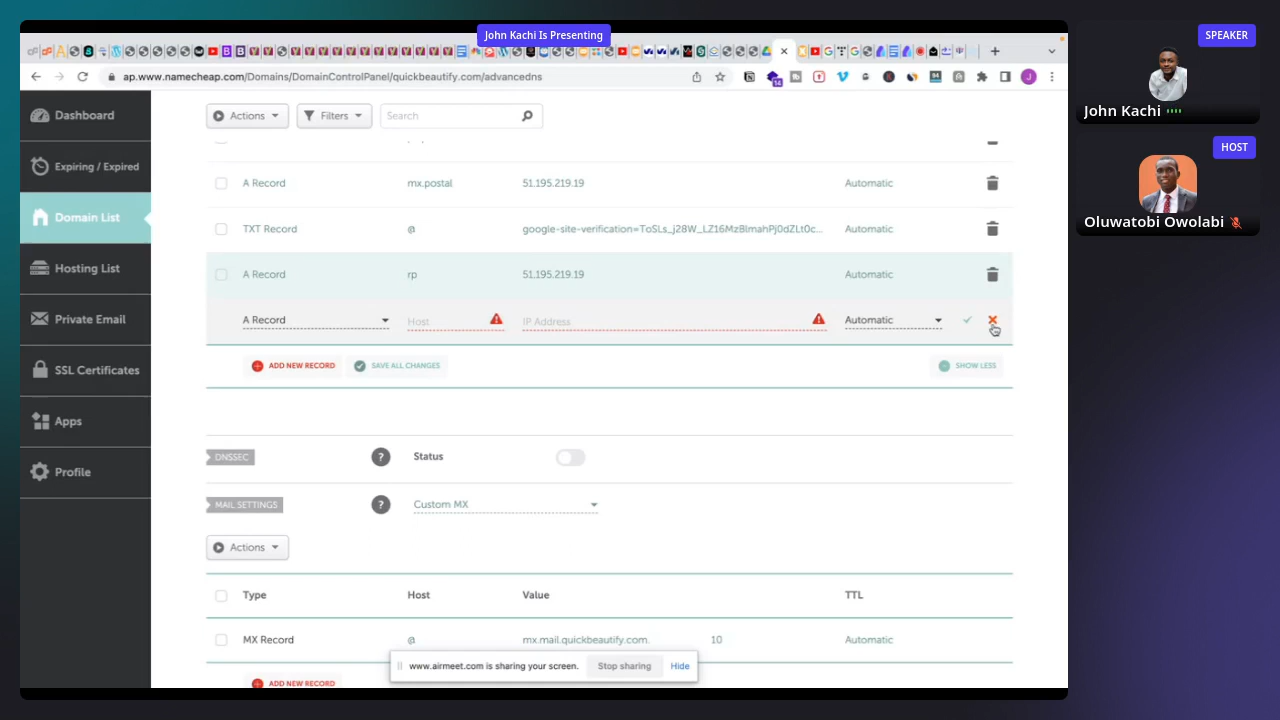 John Kachi Is Presenting
ap.www.namecheap.com/Domains/DomainControlPanel/quickbeautify.com/advancedns
14
J
Dashboard
Expiring / Expired
Domain List
Hosting List
Private Email
SSL Certificates
Apps
Profile
Actions
Filters
Search
A Record mx.postal 51.195.219.19 Automatic
TXT Record @ Automatic
A Record rp 51.195.219.19 Automatic
A Record Host IP Address Automatic
ADD NEW RECORD SAVE ALL CHANGES SHOW LESS
DNSSEC ? Status
MAIL SETTINGS ? Custom MX
Actions
Type Host Value TTL
MX Record @ mx.mail.quickbeautify.com. 10 Automatic
www.airmeet.com is sharing your screen. Stop sharing Hide
ADD NEW RECORD
SPEAKER
John Kachi
HOST
Oluwatobi Owolabi